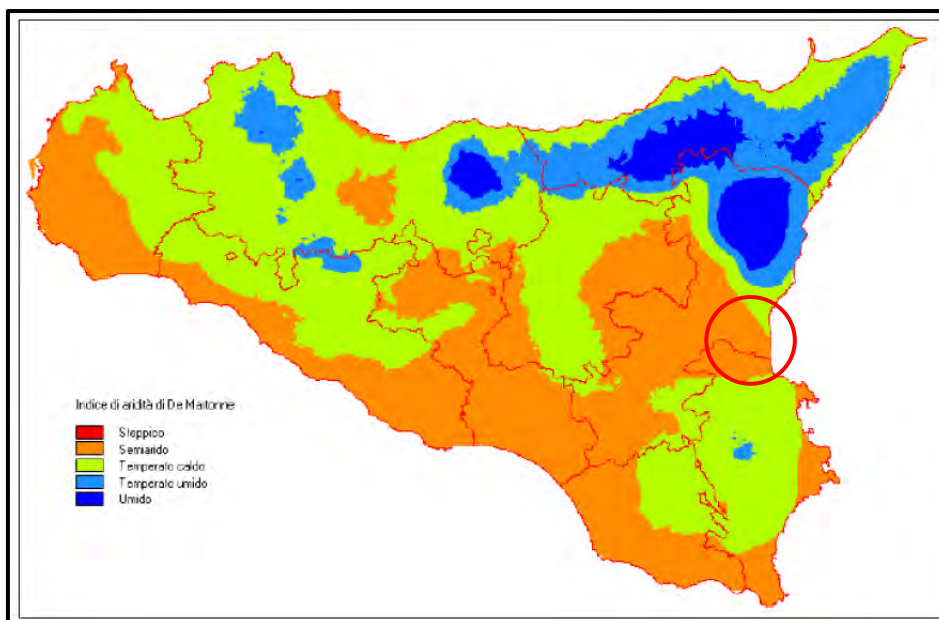 Indice di aridità di De Martonne
Steppico
Semiarido
Temperato caldo
Temperato umido
Umido